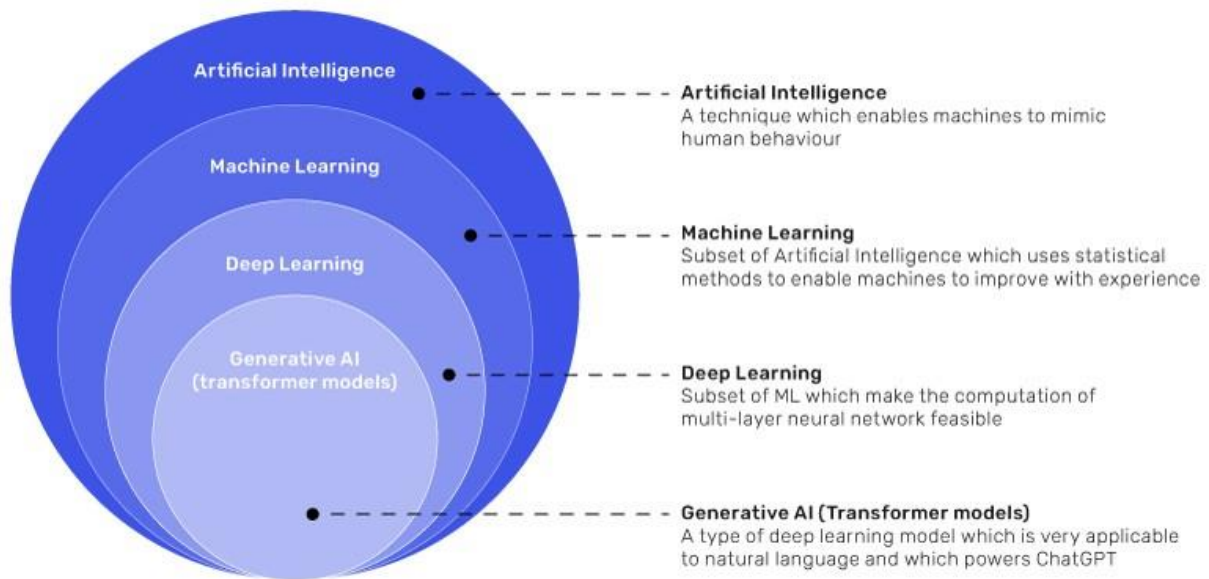 Artificial Intelligence
Machine Learning
Deep Learning
Generative AI
(transformer models)
Artificial Intelligence
A technique which enables machines to mimic
human behaviour
Machine Learning
Subset of Artificial Intelligence which uses statistical
methods to enable machines to improve with experience
Deep Learning
Subset of ML which make the computation of
multi-layer neural network feasible
Generative AI (Transformer models)
A type of deep learning model which is very applicable
to natural language and which powers ChatGPT